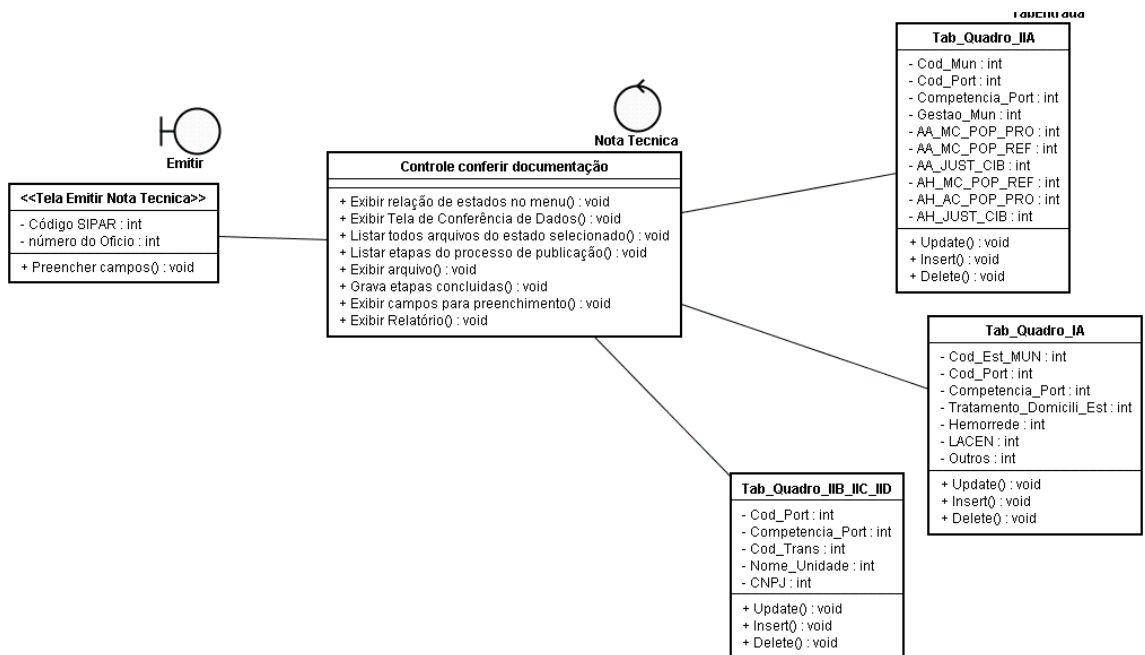 TabEntrada
Emitir
<<Tela Emitir Nota Tecnica>>
- Código SIPAR : int
- número do Oficio : int
+ Preencher campos() : void
Nota Tecnica
Controle conferir documentação
+ Exibir relação de estados no menu() : void
+ Exibir Tela de Conferência de Dados() : void
+ Listar todos arquivos do estado selecionado() : void
+ Listar etapas do processo de publicação() : void
+ Exibir arquivo() : void
+ Grava etapas concluidas() : void
+ Exibir campos para preenchimento() : void
+ Exibir Relatório() : void
Tab_Quadro_IIA
- Cod_Mun : int
- Cod_Port : int
- Competencia_Port : int
- Gestao_Mun : int
- AA_MC_POP_PRO : int
- AA_MC_POP_REF : int
- AA_JUST_CIB : int
- AH_MC_POP_REF : int
- AH_AC_POP_PRO : int
- AH_JUST_CIB : int
+ Update() : void
+ Insert() : void
+ Delete() : void
Tab_Quadro_IA
- Cod_Est_MUN : int
- Cod_Port : int
- Competencia_Port : int
- Tratamento_Domicili_Est : int
- Hemorrede : int
- LACEN : int
- Outros : int
+ Update() : void
+ Insert() : void
+ Delete() : void
Tab_Quadro_IIB_IIC_IID
- Cod_Port : int
- Competencia_Port : int
- Cod_Trans : int
- Nome_Unidade : int
- CNPJ : int
+ Update() : void
+ Insert() : void
+ Delete() : void